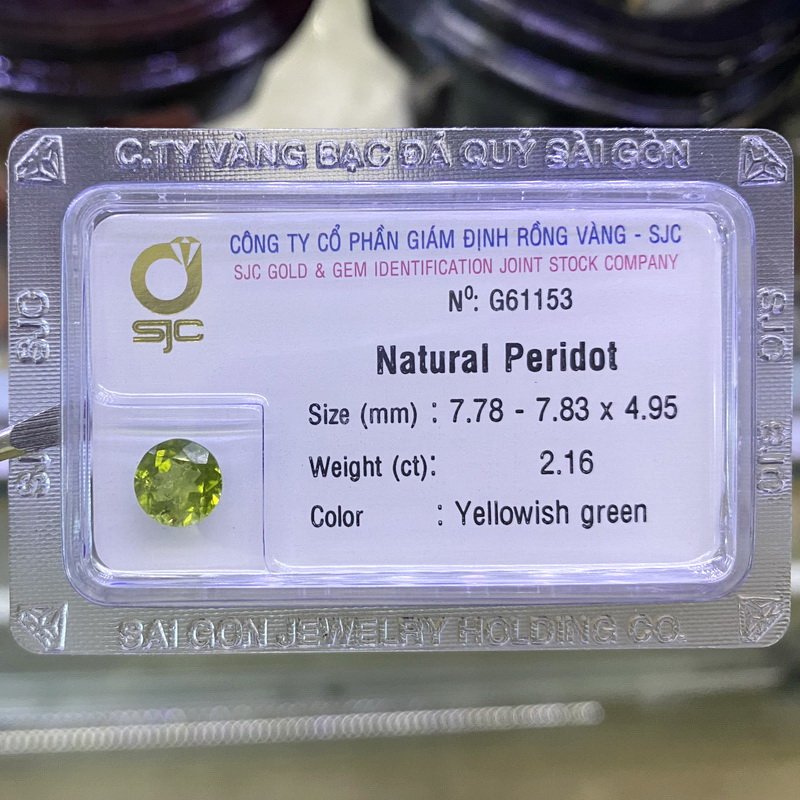 C.TY VÀNG BẠC ĐÁ QUÝ SÀI GÒN
CÔNG TY CỔ PHẦN GIÁM ĐỊNH RỒNG VÀNG - SJC
SJC GOLD & GEM IDENTIFICATION JOINT STOCK COMPANY
Nº: G61153
SJC
Natural Peridot
Size (mm) : 7.78 - 7.83 x 4.95
Weight (ct): 2.16
Color : Yellowish green
SJC
SJC
SJC
SJC
SAIGON JEWELRY HOLDING CO.